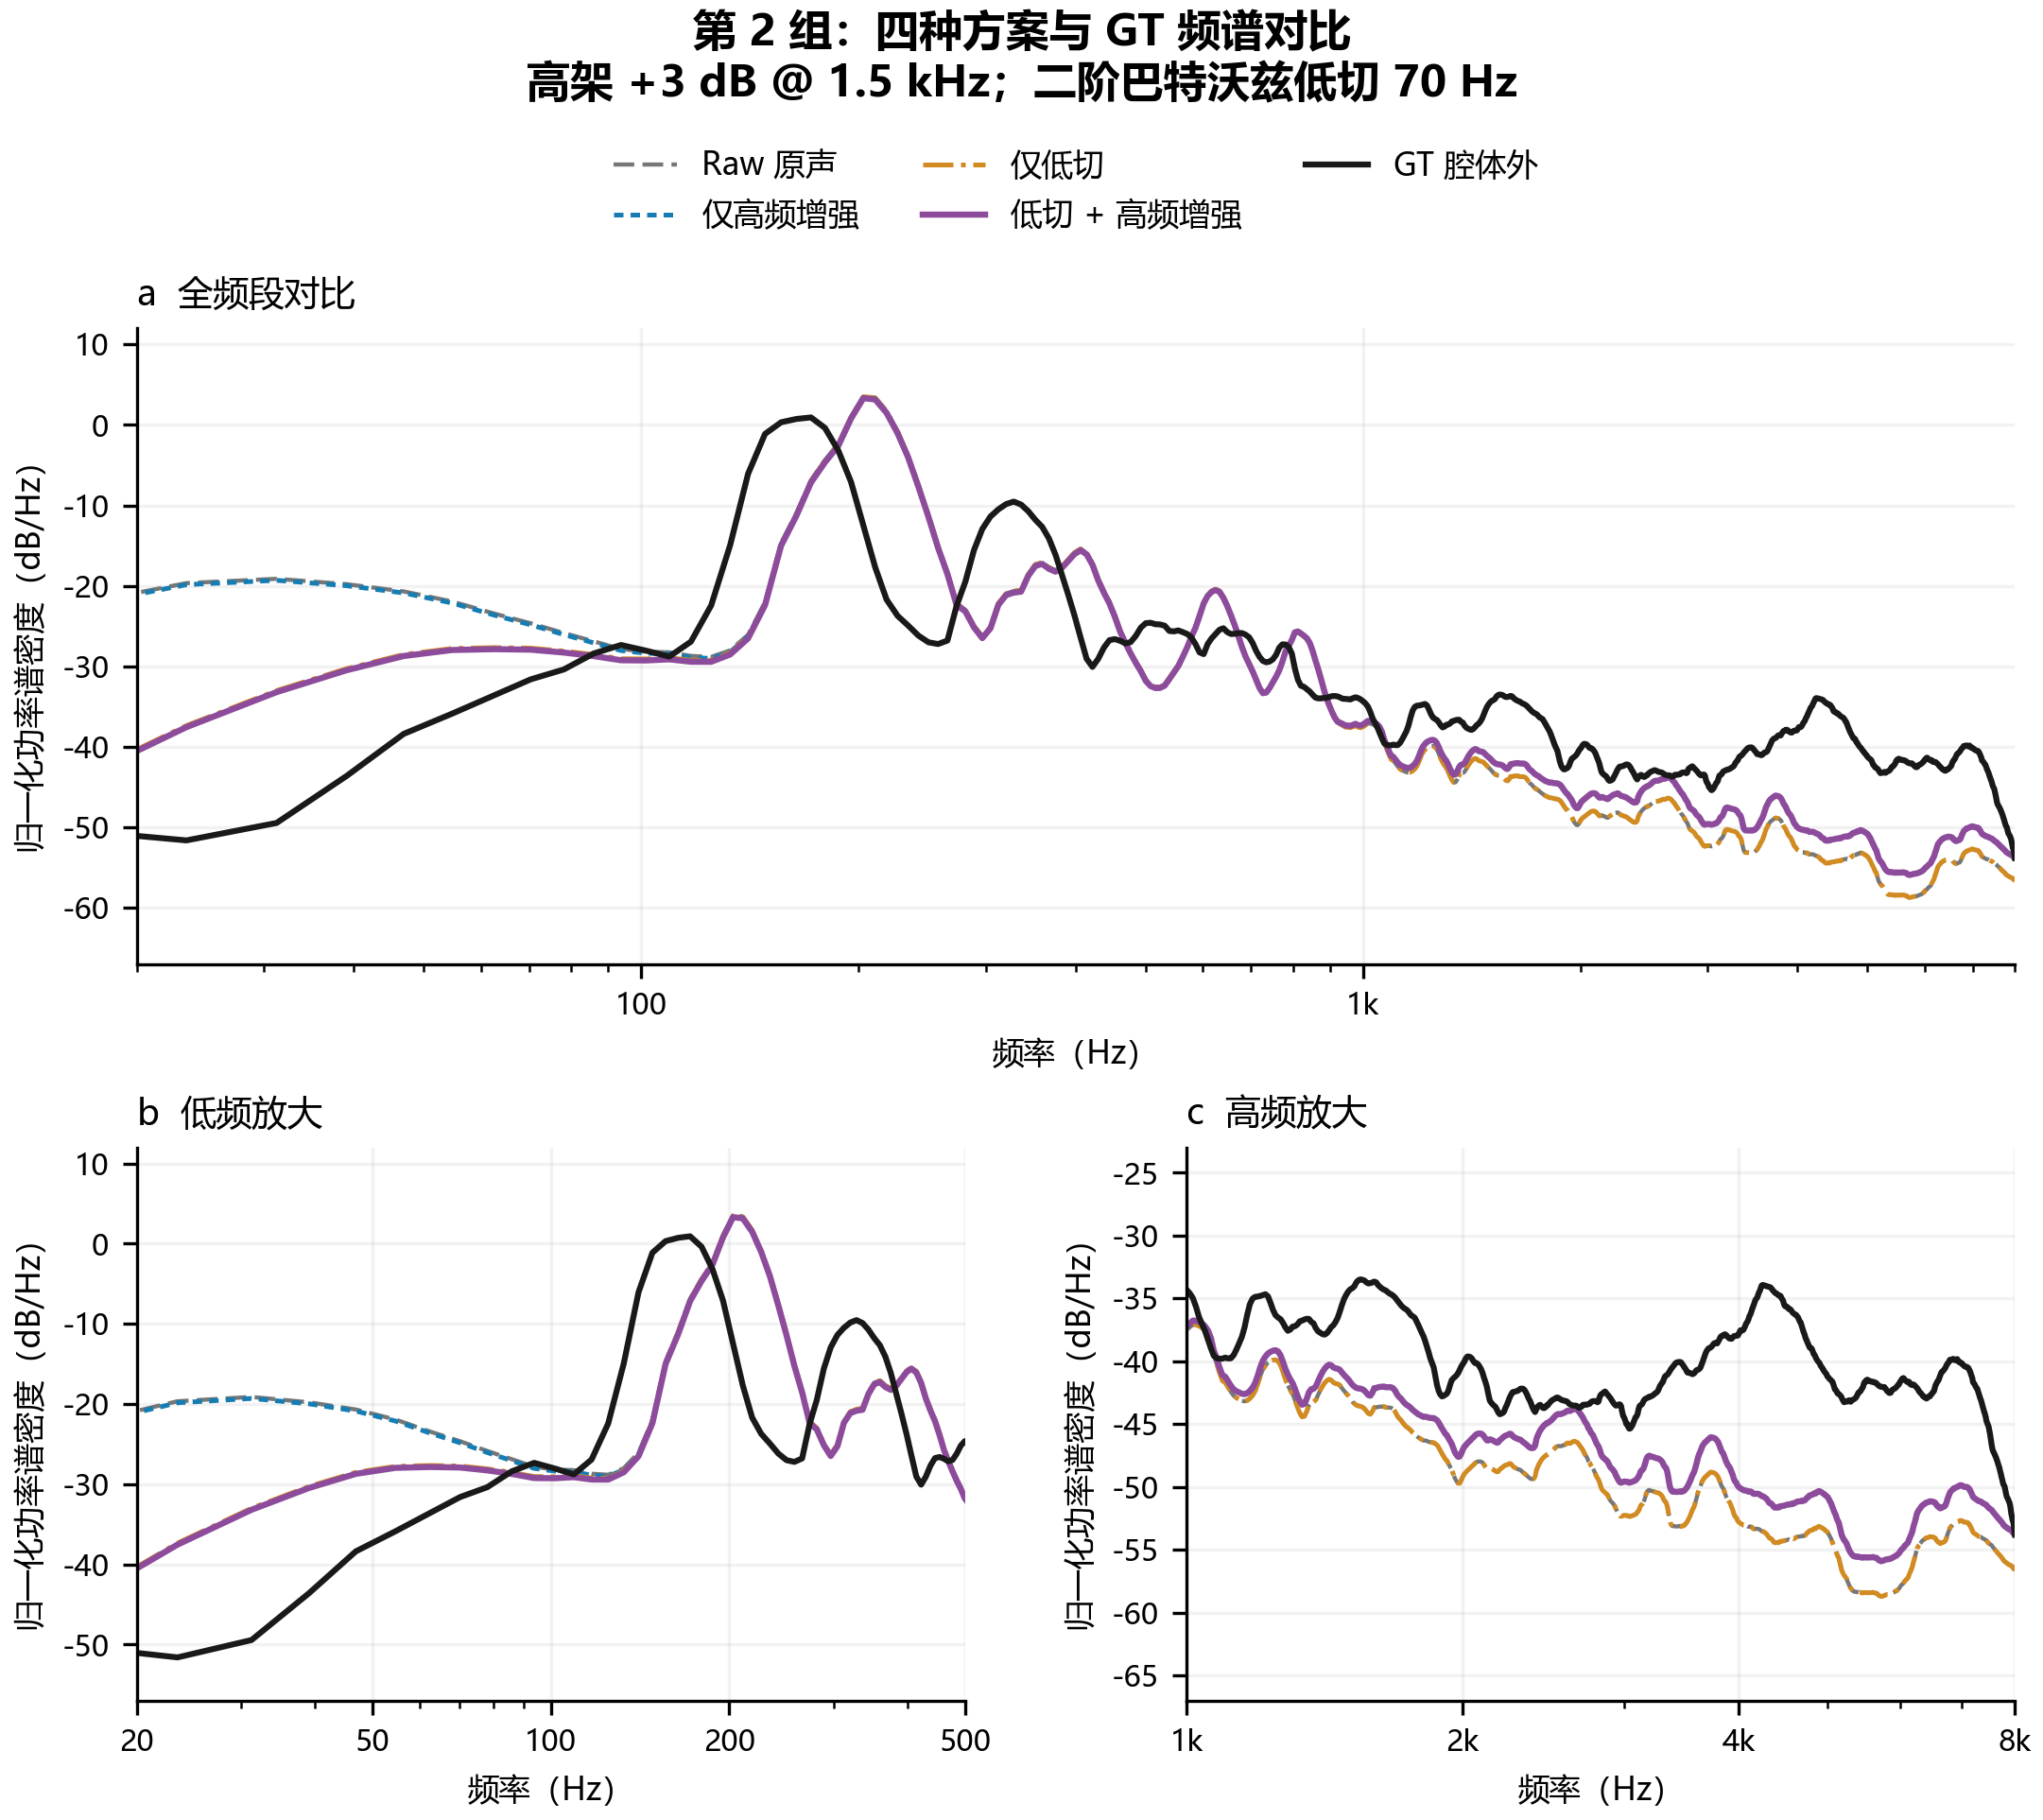 第 2 组：四种方案与 GT 频谱对比
高架 +3 dB @ 1.5 kHz；二阶巴特沃兹低切 70 Hz
Raw 原声
仅低切
GT 腔体外
仅高频增强
低切 + 高频增强
a 全频段对比
归一化功率谱密度（dB/Hz）
10
0
-10
-20
-30
-40
-50
-60
100
1k
频率（Hz）
b 低频放大
归一化功率谱密度（dB/Hz）
10
0
-10
-20
-30
-40
-50
20
50
100
200
500
频率（Hz）
c 高频放大
归一化功率谱密度（dB/Hz）
-25
-30
-35
-40
-45
-50
-55
-60
-65
1k
2k
4k
8k
频率（Hz）